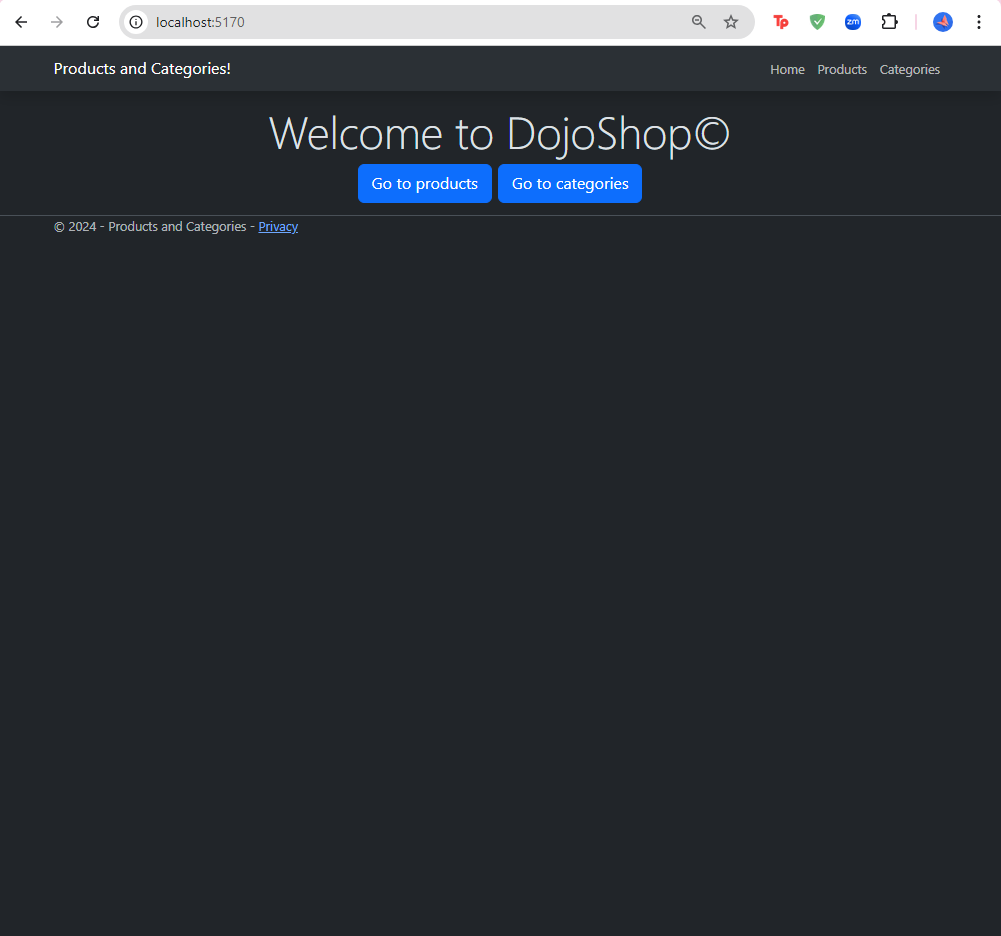 localhost:5170
Tp
zm
Products and Categories! Home Products Categories
Welcome to DojoShop©
Go to products Go to categories
© 2024 - Products and Categories - Privacy